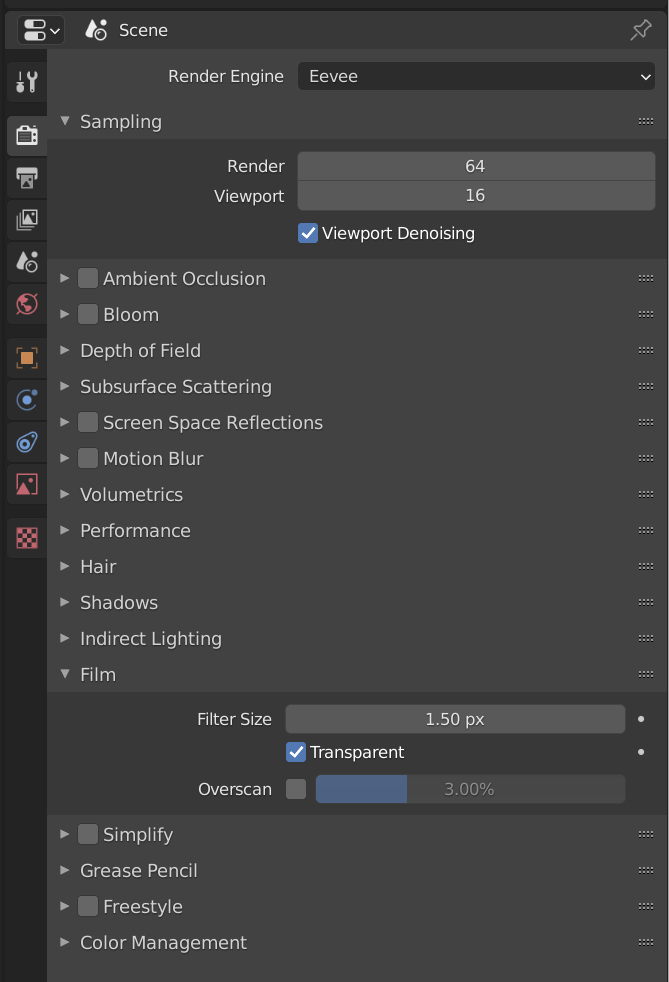 Scene
Render Engine Eevee
Sampling
Render 64
Viewport 16
Viewport Denoising
Ambient Occlusion
Bloom
Depth of Field
Subsurface Scattering
Screen Space Reflections
Motion Blur
Volumetrics
Performance
Hair
Shadows
Indirect Lighting
Film
Filter Size 1.50 px
Transparent
Overscan 3.00%
Simplify
Grease Pencil
Freestyle
Color Management